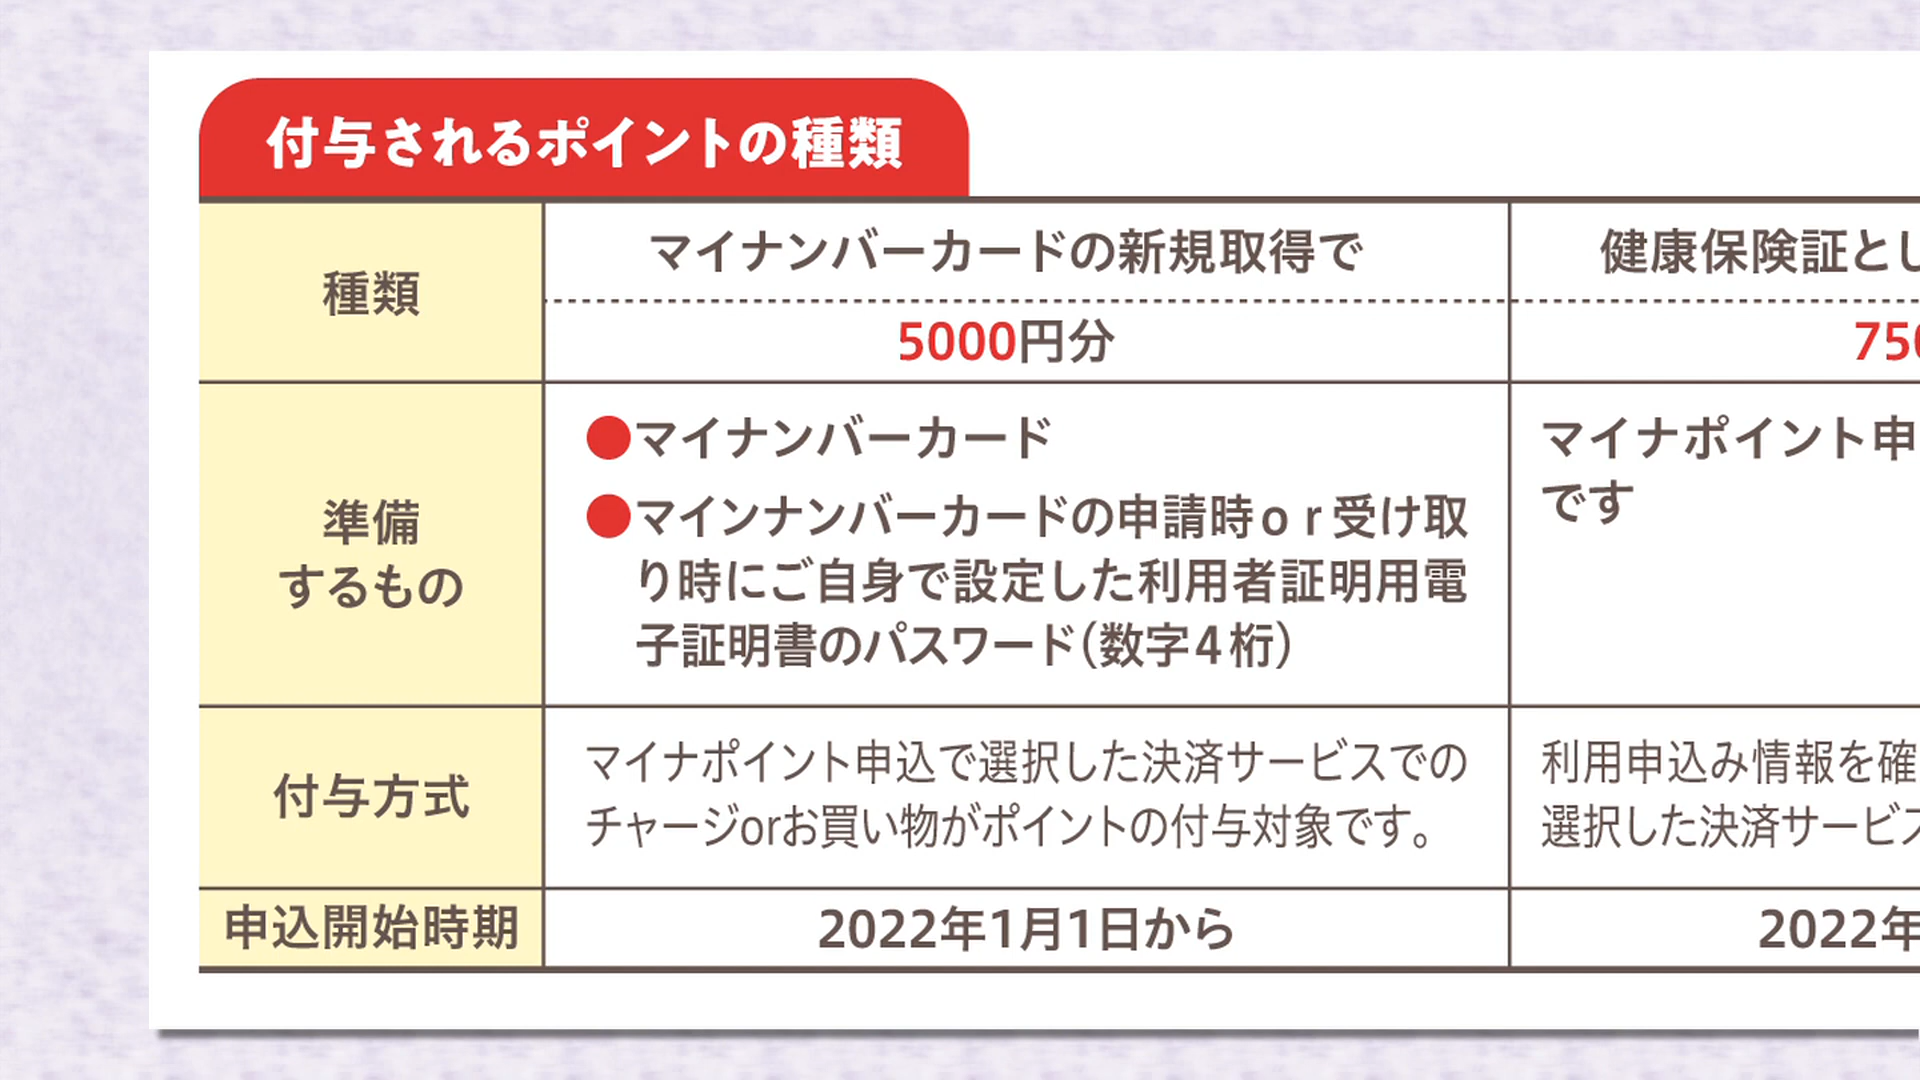 付与されるポイントの種類
種類
マイナンバーカードの新規取得で
5000円分
健康保険証とし
750
準備
するもの
●マイナンバーカード
●マインナンバーカードの申請時or受け取
り時にご自身で設定した利用者証明用電
子証明書のパスワード(数字4桁)
マイナポイント申
です
付与方式
マイナポイント申込で選択した決済サービスでの
チャージorお買い物がポイントの付与対象です。
利用申込み情報を確
選択した決済サービス
申込開始時期
2022年1月1日から
2022年